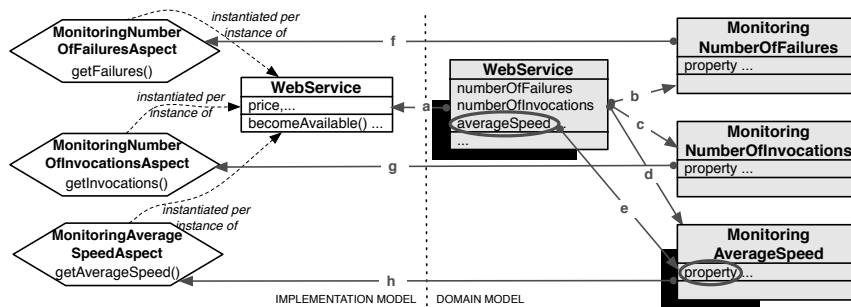 MonitoringNumber
OfFailuresAspect
getFailures()
instantiated per
instance of
f
Monitoring
NumberOfFailures
property ...
WebService
price,...
becomeAvailable() ...
a
WebService
numberOfFailures
numberOfInvocations
averageSpeed
...
b
c
d
e
instantiated per
instance of
MonitoringNumber
OfInvocationsAspect
getInvocations()
g
Monitoring
NumberOfInvocations
property ...
instantiated per
instance of
MonitoringAverage
SpeedAspect
getAverageSpeed()
h
Monitoring
AverageSpeed
property ...
IMPLEMENTATION MODEL
DOMAIN MODEL